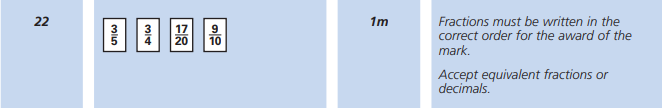 22
3/5 3/4 17/20 9/10
1m
Fractions must be written in the
correct order for the award of the
mark.
Accept equivalent fractions or
decimals.